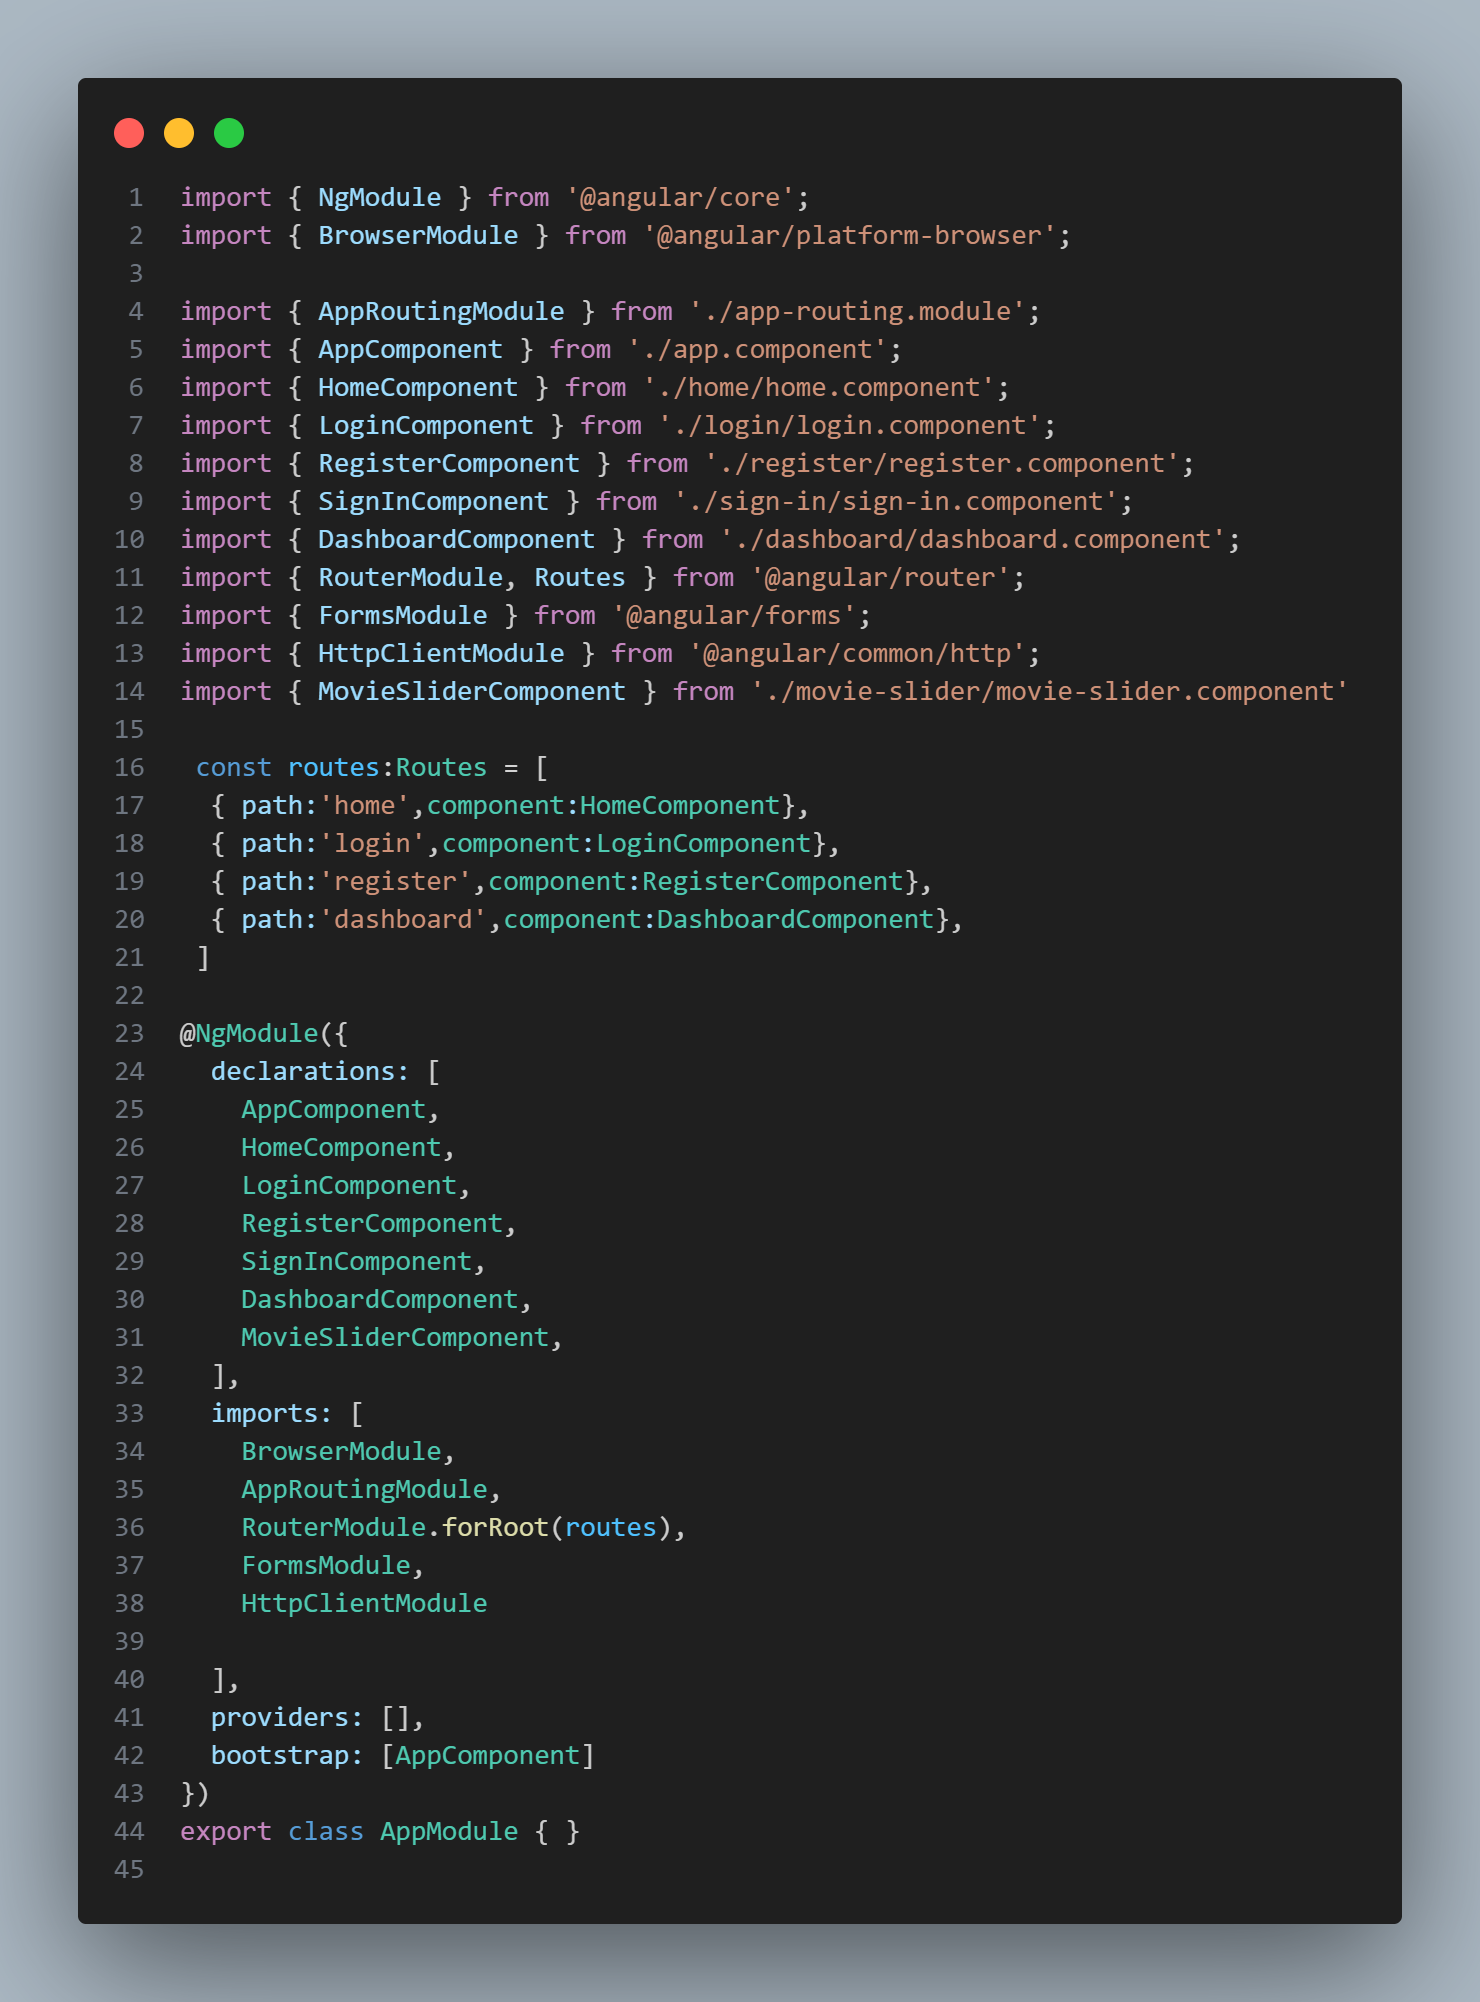 1 import { NgModule } from '@angular/core';
2 import { BrowserModule } from '@angular/platform-browser';
3
4 import { AppRoutingModule } from './app-routing.module';
5 import { AppComponent } from './app.component';
6 import { HomeComponent } from './home/home.component';
7 import { LoginComponent } from './login/login.component';
8 import { RegisterComponent } from './register/register.component';
9 import { SignInComponent } from './sign-in/sign-in.component';
10 import { DashboardComponent } from './dashboard/dashboard.component';
11 import { RouterModule, Routes } from '@angular/router';
12 import { FormsModule } from '@angular/forms';
13 import { HttpClientModule } from '@angular/common/http';
14 import { MovieSliderComponent } from './movie-slider/movie-slider.component'
15
16  const routes:Routes = [
17   { path:'home',component:HomeComponent},
18   { path:'login',component:LoginComponent},
19   { path:'register',component:RegisterComponent},
20   { path:'dashboard',component:DashboardComponent},
21  ]
22
23 @NgModule({
24   declarations: [
25     AppComponent,
26     HomeComponent,
27     LoginComponent,
28     RegisterComponent,
29     SignInComponent,
30     DashboardComponent,
31     MovieSliderComponent,
32   ],
33   imports: [
34     BrowserModule,
35     AppRoutingModule,
36     RouterModule.forRoot(routes),
37     FormsModule,
38     HttpClientModule
39
40   ],
41   providers: [],
42   bootstrap: [AppComponent]
43 })
44 export class AppModule { }
45